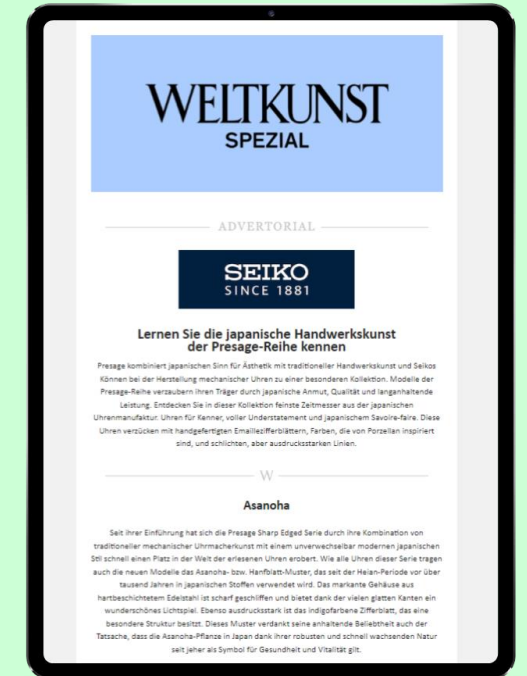 WELTKUNST
SPEZIAL
ADVERTORIAL
SEIKO
SINCE 1881
Lernen Sie die japanische Handwerkskunst
der Presage-Reihe kennen
Presage kombiniert japanischen Sinn für Ästhetik mit traditioneller Handwerkskunst und Seikos
Können bei der Herstellung mechanischer Uhren zu einer besonderen Kollektion. Modelle der
Presage-Reihe verzaubern ihren Träger durch japanische Anmut, Qualität und langanhaltende
Leistung. Entdecken Sie in dieser Kollektion feinste Zeitmesser aus der japanischen
Uhrenmanufaktur. Uhren für Kenner, voller Understatement und japanischem Savoire-faire. Diese
Uhren verzücken mit handgefertigten Emailzifferblättern, Farben, die von Porzellan inspiriert
sind, und schlichten, aber ausdrucksstarken Linien.
W
Asanoha
Seit ihrer Einführung hat sich die Presage Sharp Edged Serie durch ihre Kombination von
traditioneller mechanischer Uhrmacherkunst mit einem unverwechselbar modernen japanischen
Stil schnell einen Platz in der Welt der erlesenen Uhren erobert. Wie alle Uhren dieser Serie tragen
auch die neuen Modelle das Asanoha- bzw. Hanfblatt-Muster, das seit der Heian-Periode vor über
tausend Jahren in japanischen Stoffen verwendet wird. Das markante Gehäuse aus
hartbeschichtetem Edelstahl ist scharf geschliffen und bietet dank der vielen glatten Kanten ein
wunderschönes Lichtspiel. Ebenso ausdrucksstark ist das indigofarbene Zifferblatt, das eine
besondere Struktur besitzt. Dieses Muster verdankt seine anhaltende Beliebtheit auch der
Tatsache, dass die Asanoha-Pflanze in Japan dank ihrer robusten und schnell wachsenden Natur
seit jeher als Symbol für Gesundheit und Vitalität gilt.